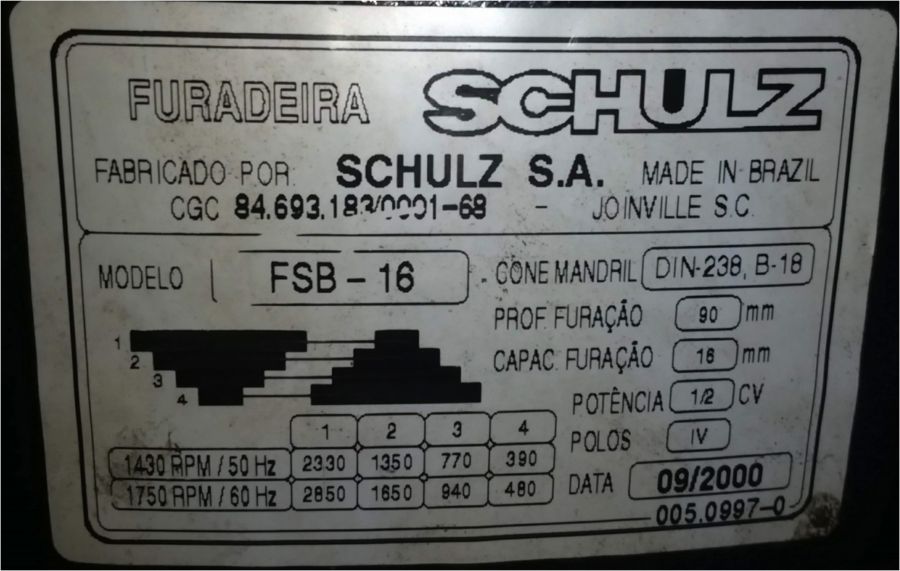 FURADEIRA SCHULZ
FABRICADO POR: SCHULZ S.A. MADE IN BRAZIL
CGC 84.693.183/0001-68 - JOINVILLE S.C.
MODELO FSB - 16
CONE MANDRIL DIN-238, B-18
PROF. FURAÇÃO 90 mm
CAPAC. FURAÇÃO 16 mm
POTÊNCIA 1/2 CV
POLOS IV
DATA 09/2000
005.0997-0
1
2
3
4
1 2 3 4
1430 RPM / 50 Hz 2330 1350 770 390
1750 RPM / 60 Hz 2850 1650 940 480